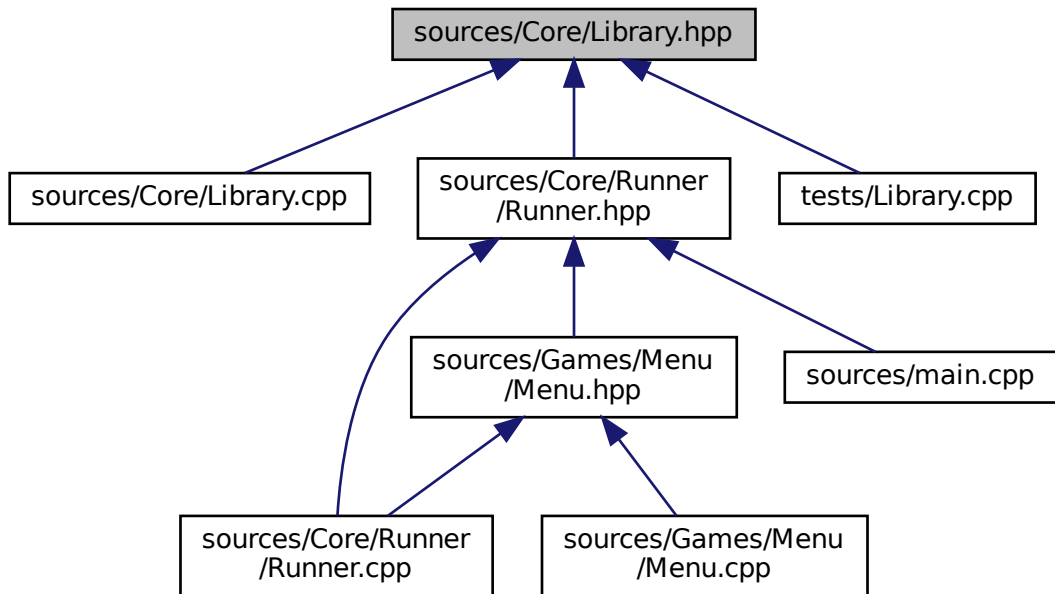 sources/Core/Library.hpp
sources/Core/Library.cpp
sources/Core/Runner
/Runner.hpp
tests/Library.cpp
sources/Games/Menu
/Menu.hpp
sources/main.cpp
sources/Core/Runner
/Runner.cpp
sources/Games/Menu
/Menu.cpp